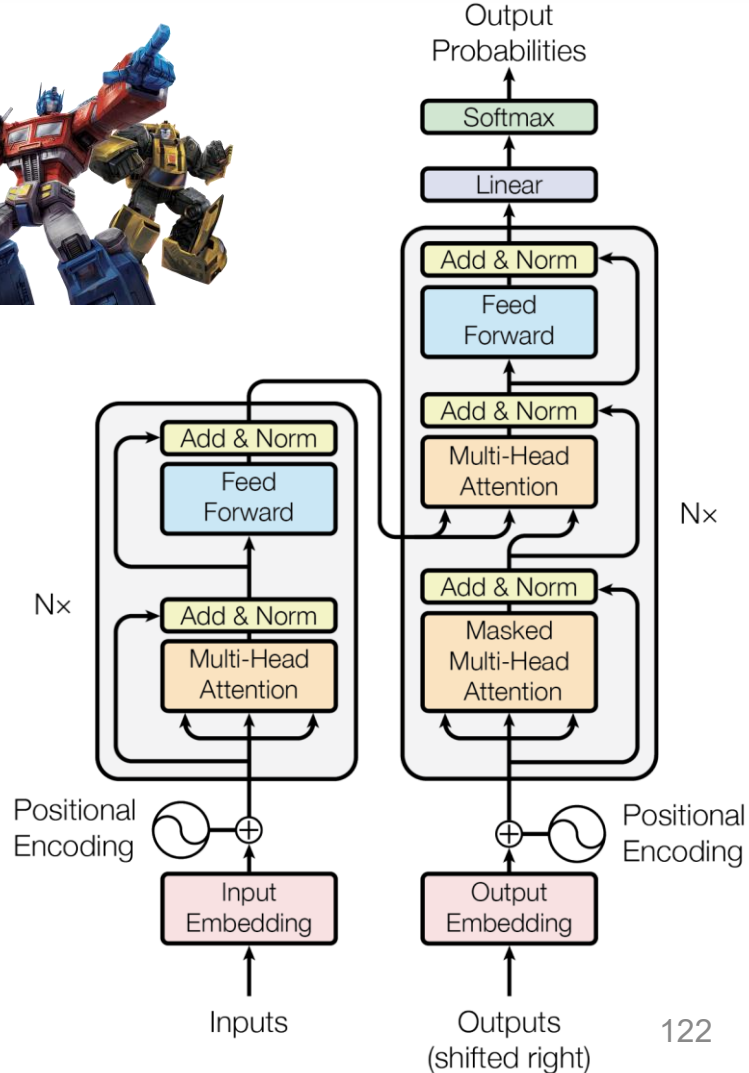 Output
Probabilities
Softmax
Linear
Add & Norm
Feed
Forward
Add & Norm
Multi-Head
Attention
Add & Norm
Masked
Multi-Head
Attention
Nx
Add & Norm
Feed
Forward
Add & Norm
Multi-Head
Attention
Nx
Positional
Encoding
Positional
Encoding
Input
Embedding
Output
Embedding
Inputs
Outputs
(shifted right)
122